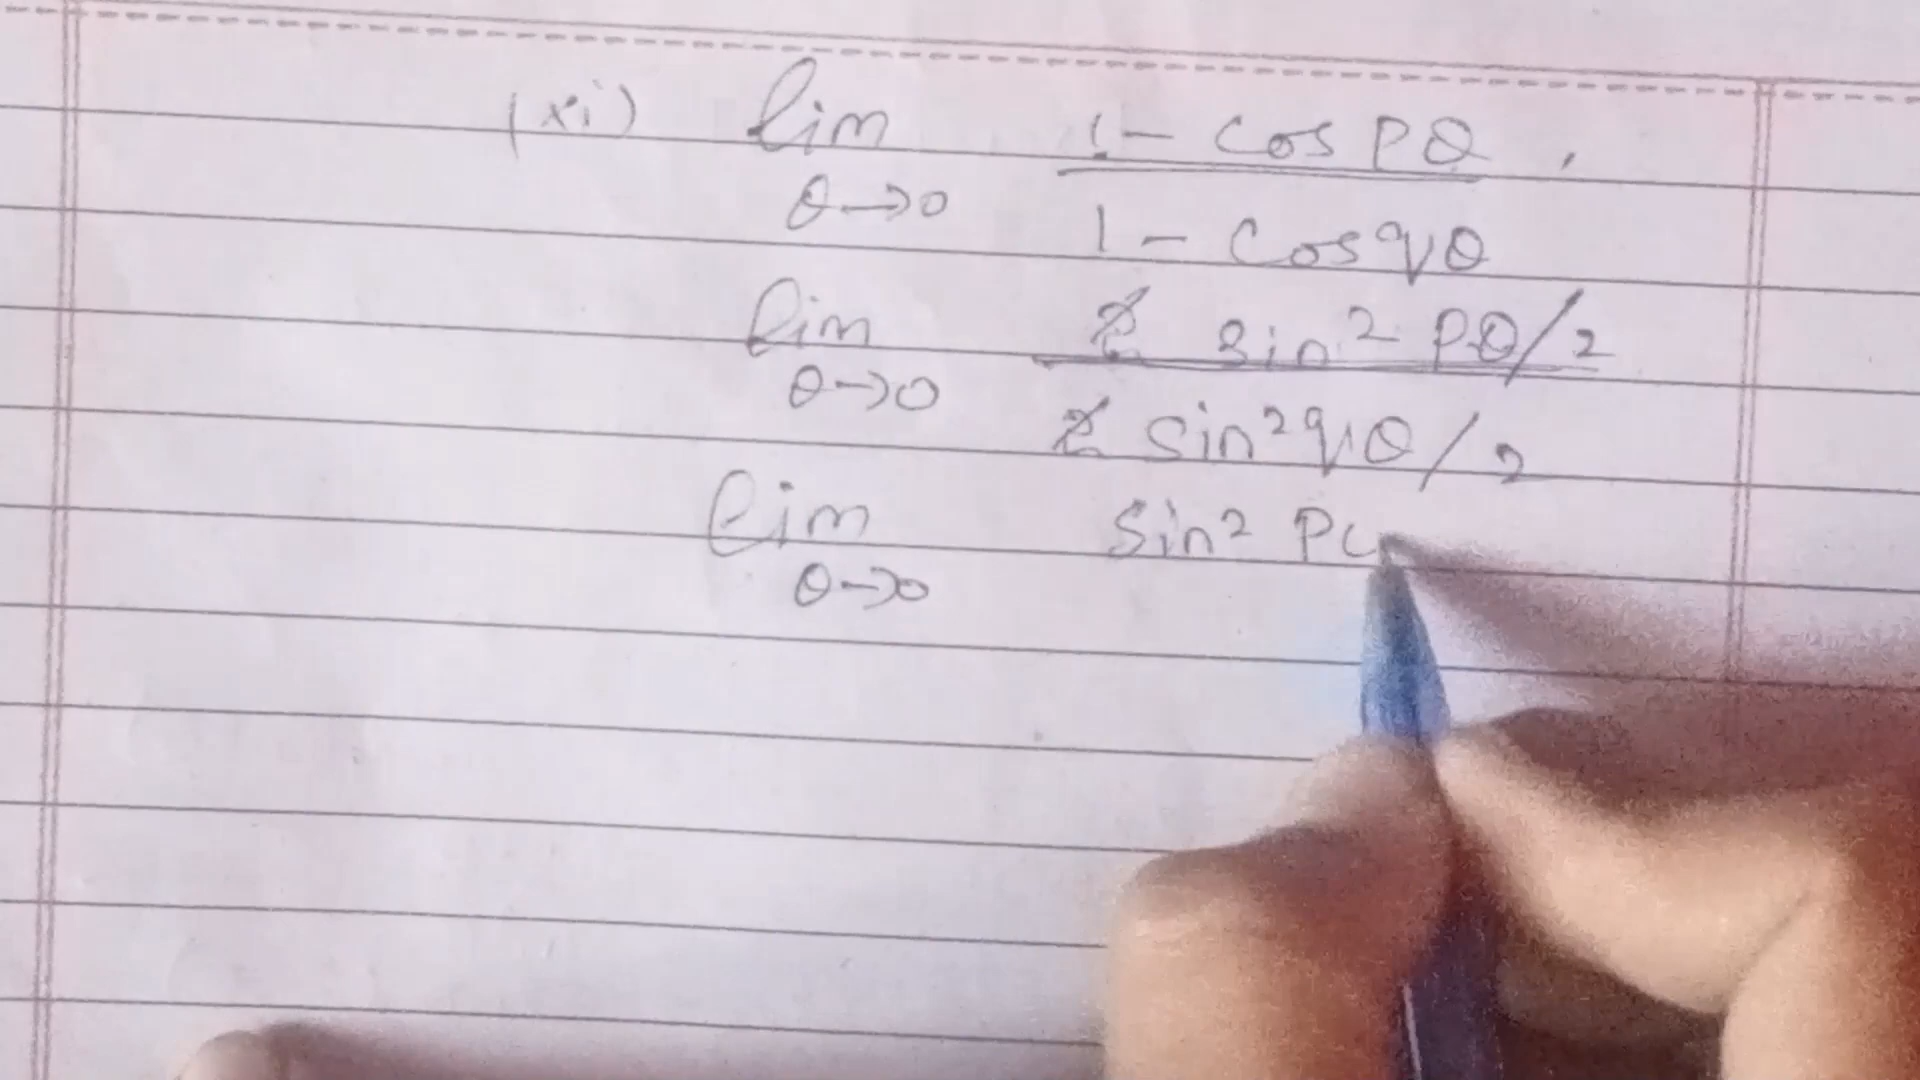 (xi) lim 1 - cos pθ
θ→0 1 - cos qθ
lim 2 sin² pθ/2
θ→0 2 sin² qθ/2
lim sin² p
θ→0